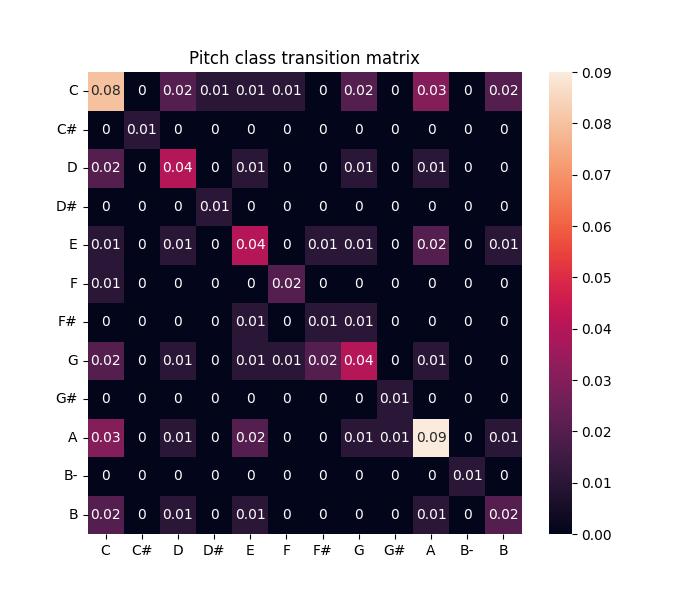 Pitch class transition matrix
C 0.08 0 0.02 0.01 0.01 0.01 0 0.02 0 0.03 0 0.02
C# 0 0.01 0 0 0 0 0 0 0 0 0 0
D 0.02 0 0.04 0 0.01 0 0 0.01 0 0.01 0 0
D# 0 0 0 0.01 0 0 0 0 0 0 0 0
E 0.01 0 0.01 0 0.04 0 0.01 0.01 0 0.02 0 0.01
F 0.01 0 0 0 0 0.02 0 0 0 0 0 0
F# 0 0 0 0 0.01 0 0.01 0.01 0 0 0 0
G 0.02 0 0.01 0 0.01 0.01 0.02 0.04 0 0.01 0 0
G# 0 0 0 0 0 0 0 0 0.01 0 0 0
A 0.03 0 0.01 0 0.02 0 0 0.01 0.01 0.09 0 0.01
B- 0 0 0 0 0 0 0 0 0 0 0.01 0
B 0.02 0 0.01 0 0.01 0 0 0 0 0.01 0 0.02
C C# D D# E F F# G G# A B- B
0.09
0.08
0.07
0.06
0.05
0.04
0.03
0.02
0.01
0.00